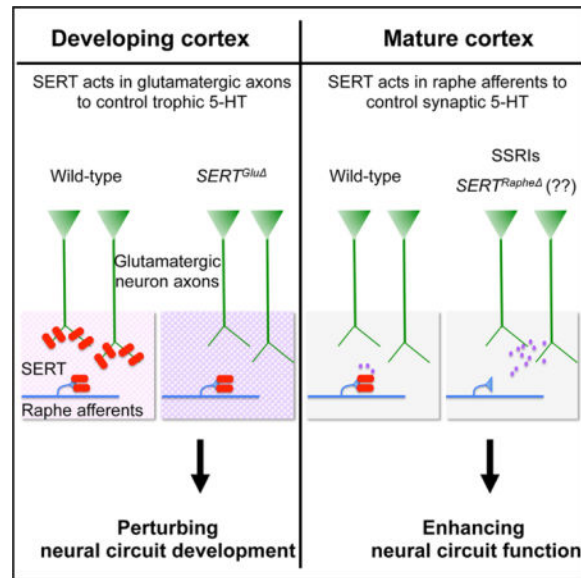 Developing cortex
SERT acts in glutamatergic axons
to control trophic 5-HT
Wild-type
SERT^GluΔ
Glutamatergic
neuron axons
SERT
Raphe afferents
Perturbing
neural circuit development
Mature cortex
SERT acts in raphe afferents to
control synaptic 5-HT
Wild-type
SSRIs
SERT^RapheΔ (??)
Enhancing
neural circuit function